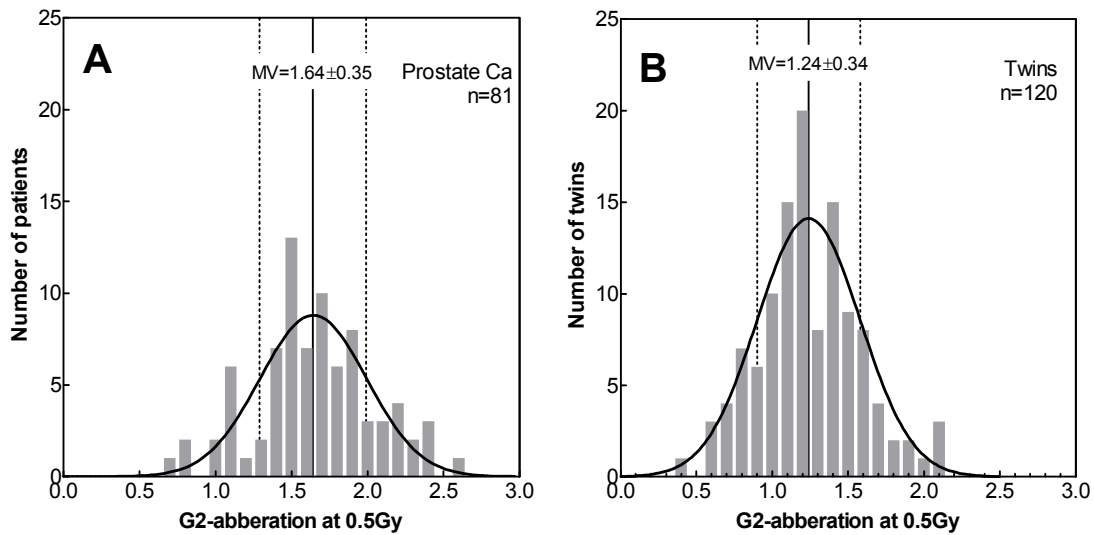 A
MV=1.64±0.35
Prostate Ca
n=81
Number of patients
25
20
15
10
5
0
0.0 0.5 1.0 1.5 2.0 2.5 3.0
G2-abberation at 0.5Gy
B
MV=1.24±0.34
Twins
n=120
Number of twins
25
20
15
10
5
0
0.0 0.5 1.0 1.5 2.0 2.5 3.0
G2-abberation at 0.5Gy